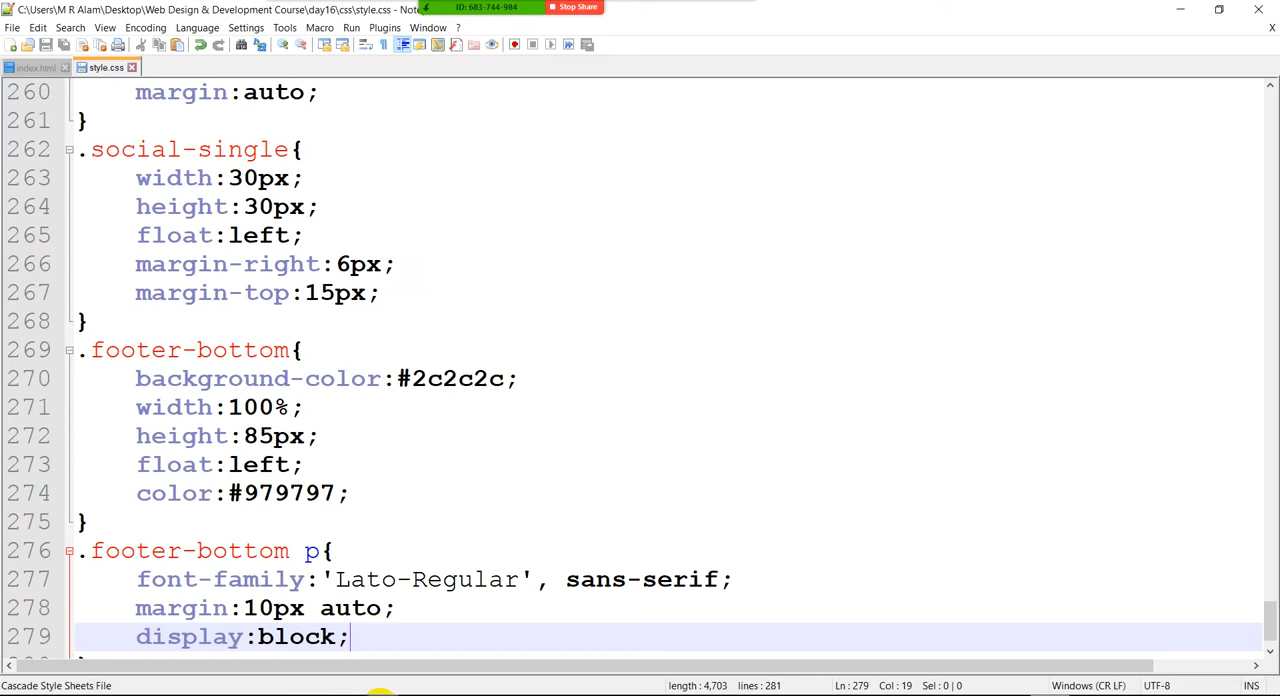 C:\Users\M R Alam\Desktop\Web Design & Development Course\day16\css\style.css - Note
ID: 683-744-984
Stop Share
File Edit Search View Encoding Language Settings Tools Macro Run Plugins Window ?
X
index.html
style.css
260 margin:auto;
261 }
262 .social-single{
263 width:30px;
264 height:30px;
265 float:left;
266 margin-right:6px;
267 margin-top:15px;
268 }
269 .footer-bottom{
270 background-color:#2c2c2c;
271 width:100%;
272 height:85px;
273 float:left;
274 color:#979797;
275 }
276 .footer-bottom p{
277 font-family:'Lato-Regular', sans-serif;
278 margin:10px auto;
279 display:block;
Cascade Style Sheets File
length : 4,703 lines : 281
Ln : 279 Col : 19 Sel : 0 | 0
Windows (CR LF)
UTF-8
INS